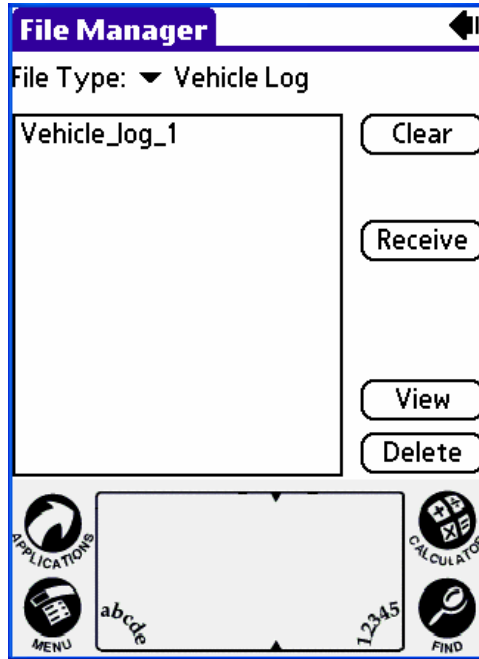 File Manager
File Type: Vehicle Log
Vehicle_log_1
Clear
Receive
View
Delete
APPLICATIONS
CALCULATOR
abcde
12345
MENU
FIND